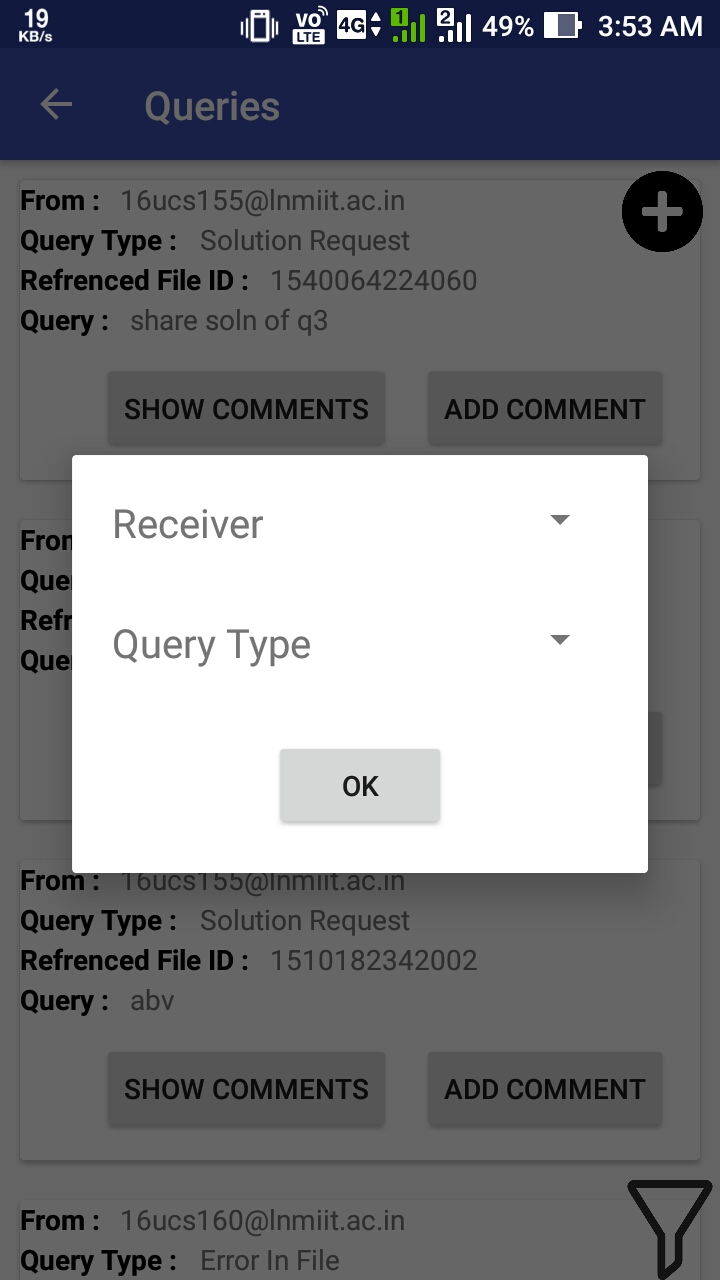 19 KB/s VO LTE 4G 1 2 49% 3:53 AM
Queries
From : 16ucs155@lnmiit.ac.in
Query Type : Solution Request
Refrenced File ID : 1540064224060
Query : share soln of q3
SHOW COMMENTS ADD COMMENT
Receiver
Query Type
OK
From : 16ucs155@lnmiit.ac.in
Query Type : Solution Request
Refrenced File ID : 1510182342002
Query : abv
SHOW COMMENTS ADD COMMENT
From : 16ucs160@lnmiit.ac.in
Query Type : Error In File